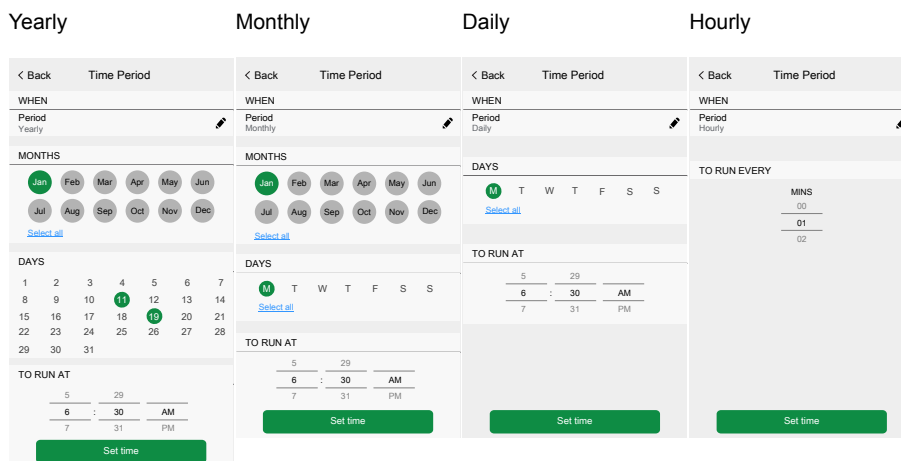 Yearly
< Back Time Period
WHEN
Period
Yearly
MONTHS
Jan Feb Mar Apr May Jun
Jul Aug Sep Oct Nov Dec
Select all
DAYS
1 2 3 4 5 6 7
8 9 10 11 12 13 14
15 16 17 18 19 20 21
22 23 24 25 26 27 28
29 30 31
TO RUN AT
5 29
6 : 30 AM
7 31 PM
Set time
Monthly
< Back Time Period
WHEN
Period
Monthly
MONTHS
Jan Feb Mar Apr May Jun
Jul Aug Sep Oct Nov Dec
Select all
DAYS
M T W T F S S
Select all
TO RUN AT
5 29
6 : 30 AM
7 31 PM
Set time
Daily
< Back Time Period
WHEN
Period
Daily
DAYS
M T W T F S S
Select all
TO RUN AT
5 29
6 : 30 AM
7 31 PM
Set time
Hourly
< Back Time Period
WHEN
Period
Hourly
TO RUN EVERY
MINS
00
01
02
Set time